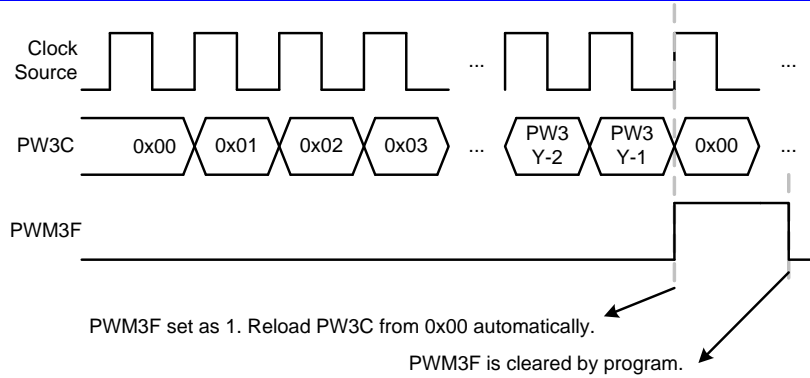 Clock
Source
...
...
PW3C
0x00
0x01
0x02
0x03
...
PW3
Y-2
PW3
Y-1
0x00
...
PWM3F
PWM3F set as 1. Reload PW3C from 0x00 automatically.
PWM3F is cleared by program.